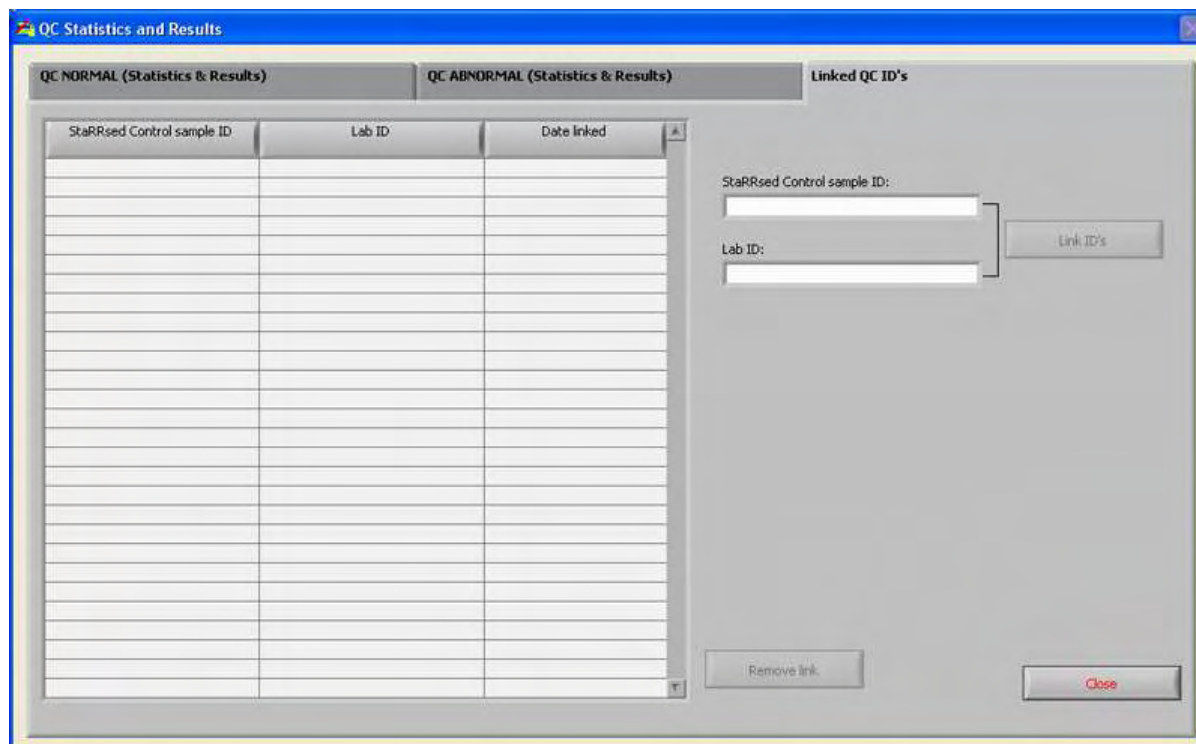 QC Statistics and Results
QC NORMAL (Statistics & Results)
QC ABNORMAL (Statistics & Results)
Linked QC ID's
StaRRsed Control sample ID
Lab ID
Date linked
StaRRsed Control sample ID:
Link ID's
Lab ID:
Remove link
Close